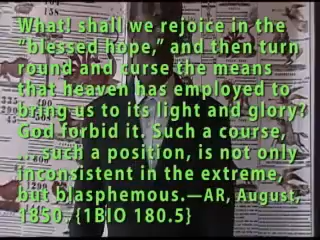 What! shall we rejoice in the
“blessed hope,” and then turn
round and curse the means
that heaven has employed to
bring us to its light and glory?
God forbid it. Such a course,
... such a position, is not only
inconsistent in the extreme,
but blasphemous.—AR, August,
1850. {1BIO 180.5}